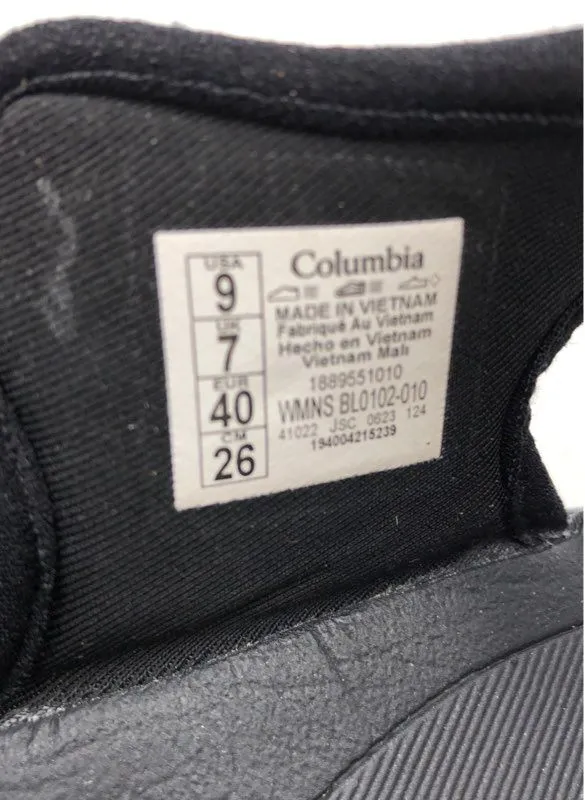 USA
9
UK
7
EUR
40
CM
26
Columbia
MADE IN VIETNAM
Fabriqué Au Vietnam
Hecho en Vietnam
Vietnam Malı
1889551010
WMNS BL0102-010
41022 JSC 0623 124
194004215239